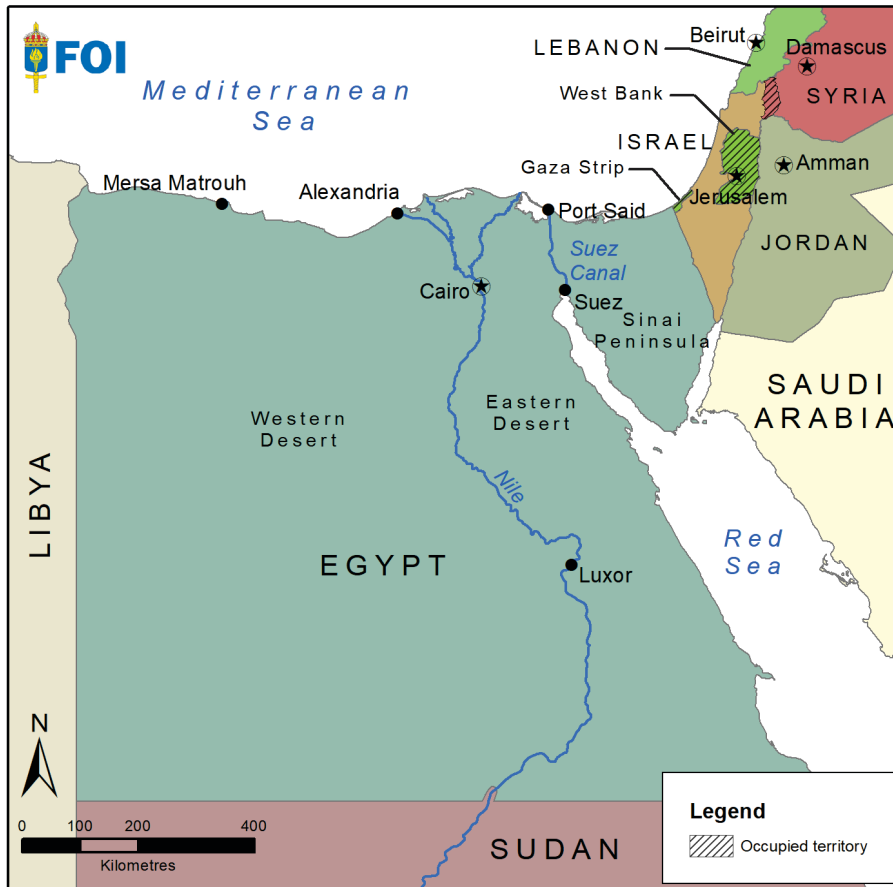 FOI
Mediterranean
Sea
Beirut
LEBANON
Damascus
SYRIA
West Bank
ISRAEL
Gaza Strip
Amman
Jerusalem
JORDAN
Mersa Matrouh
Alexandria
Port Said
Suez
Canal
Cairo
Suez
Sinai
Peninsula
SAUDI
ARABIA
Western
Desert
Eastern
Desert
LIBYA
Nile
EGYPT
Red
Sea
Luxor
N
0 100 200 400
Kilometres
SUDAN
Legend
Occupied territory